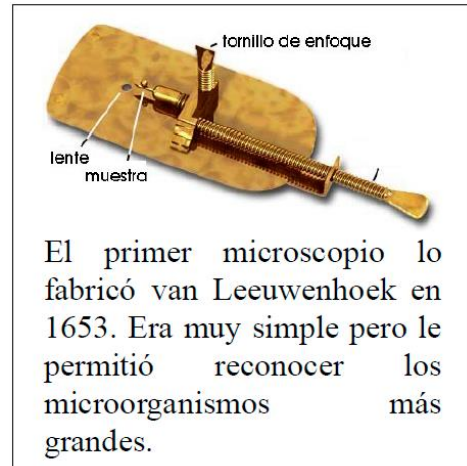 tornillo de enfoque
lente
muestra
El primer microscopio lo
fabricó van Leeuwenhoek en
1653. Era muy simple pero le
permitió reconocer los
microorganismos más
grandes.